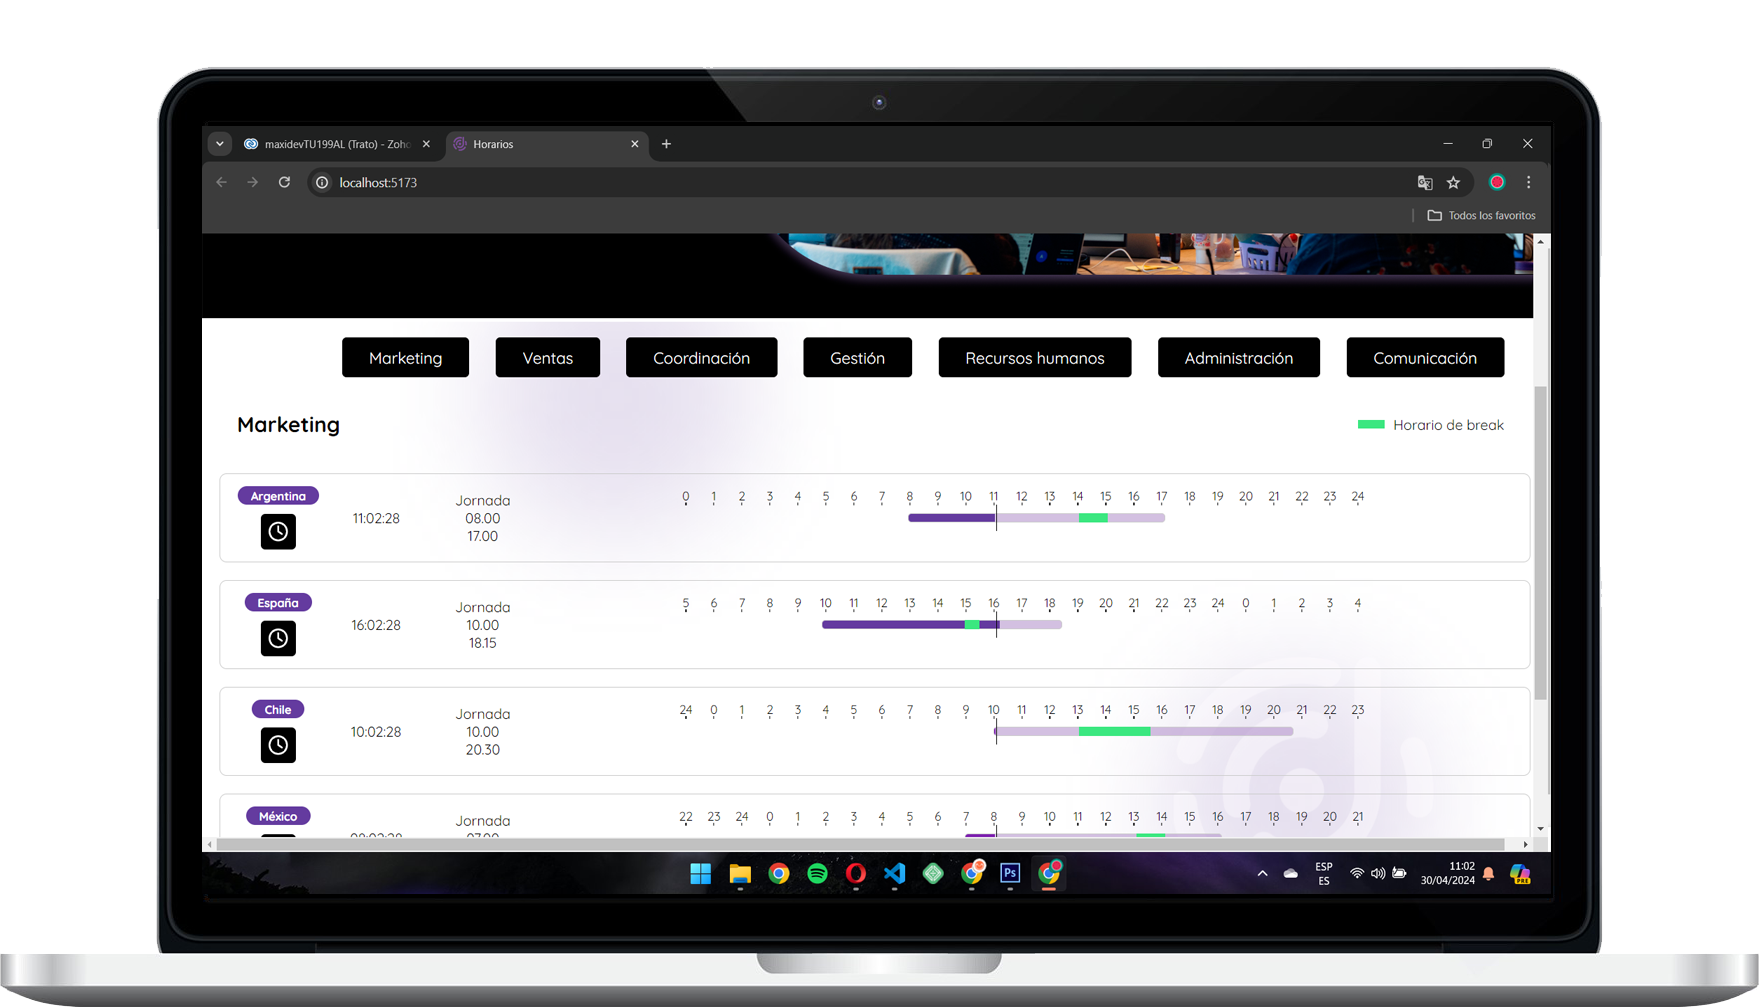 maxidevTU199AL (Trato) - Zoho
Horarios
localhost:5173
Todos los favoritos
Marketing
Ventas
Coordinación
Gestión
Recursos humanos
Administración
Comunicación
Marketing
Horario de break
Argentina
11:02:28
Jornada
08.00
17.00
0 1 2 3 4 5 6 7 8 9 10 11 12 13 14 15 16 17 18 19 20 21 22 23 24
España
16:02:28
Jornada
10.00
18.15
5 6 7 8 9 10 11 12 13 14 15 16 17 18 19 20 21 22 23 24 0 1 2 3 4
Chile
10:02:28
Jornada
10.00
20.30
24 0 1 2 3 4 5 6 7 8 9 10 11 12 13 14 15 16 17 18 19 20 21 22 23
México
08:02:28
Jornada
07.00
22 23 24 0 1 2 3 4 5 6 7 8 9 10 11 12 13 14 15 16 17 18 19 20 21
Ps
ESP
ES
11:02
30/04/2024
PRE